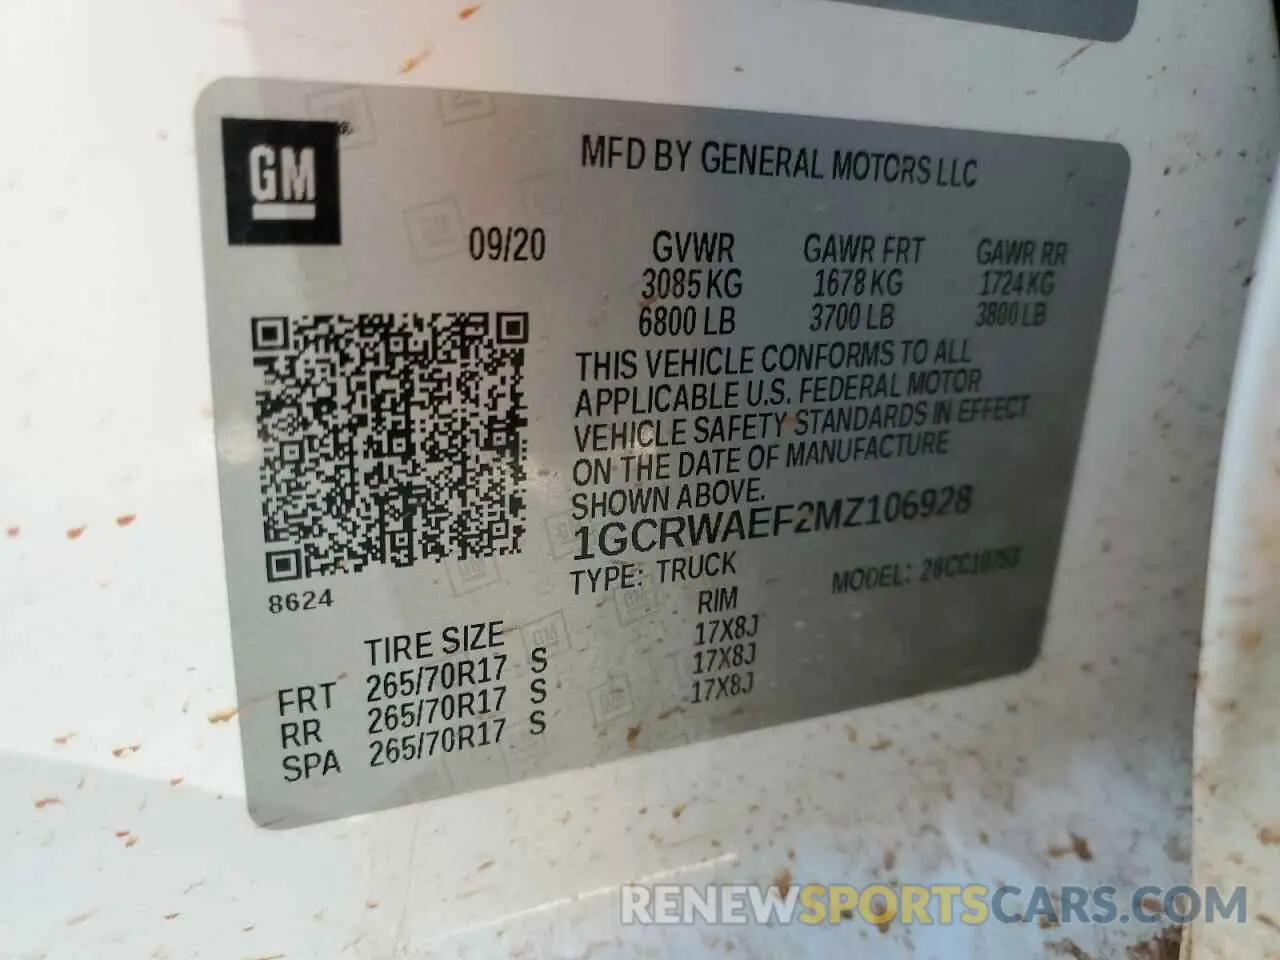 GM
MFD BY GENERAL MOTORS LLC
09/20
GVWR GAWR FRT GAWR RR
3085 KG 1678 KG 1724 KG
6800 LB 3700 LB 3800 LB
THIS VEHICLE CONFORMS TO ALL
APPLICABLE U.S. FEDERAL MOTOR
VEHICLE SAFETY STANDARDS IN EFFECT
ON THE DATE OF MANUFACTURE
SHOWN ABOVE.
1GCRWAEF2MZ106928
TYPE: TRUCK MODEL:
8624
TIRE SIZE RIM
FRT 265/70R17 S 17X8J
RR 265/70R17 S 17X8J
SPA 265/70R17 S 17X8J
RENEWSPORTSCARS.COM